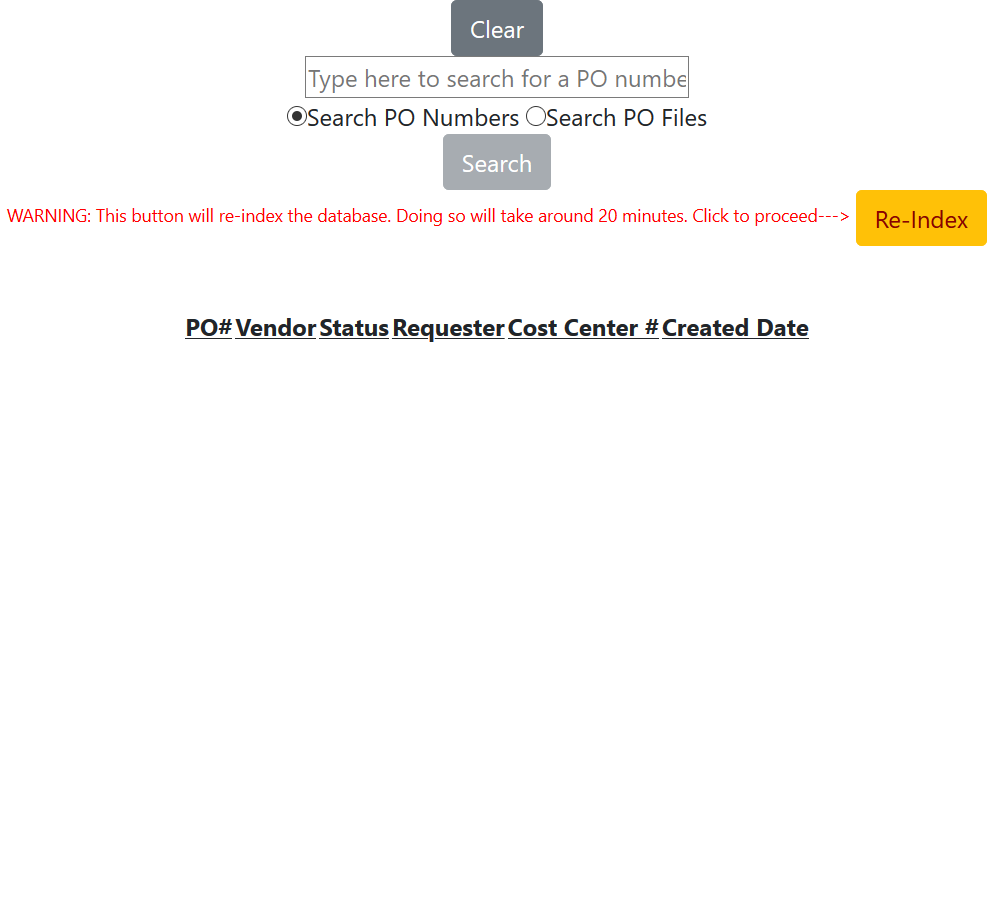 Clear
Type here to search for a PO numbe
Search PO Numbers Search PO Files
Search
WARNING: This button will re-index the database. Doing so will take around 20 minutes. Click to proceed---> Re-Index
PO# Vendor Status Requester Cost Center # Created Date